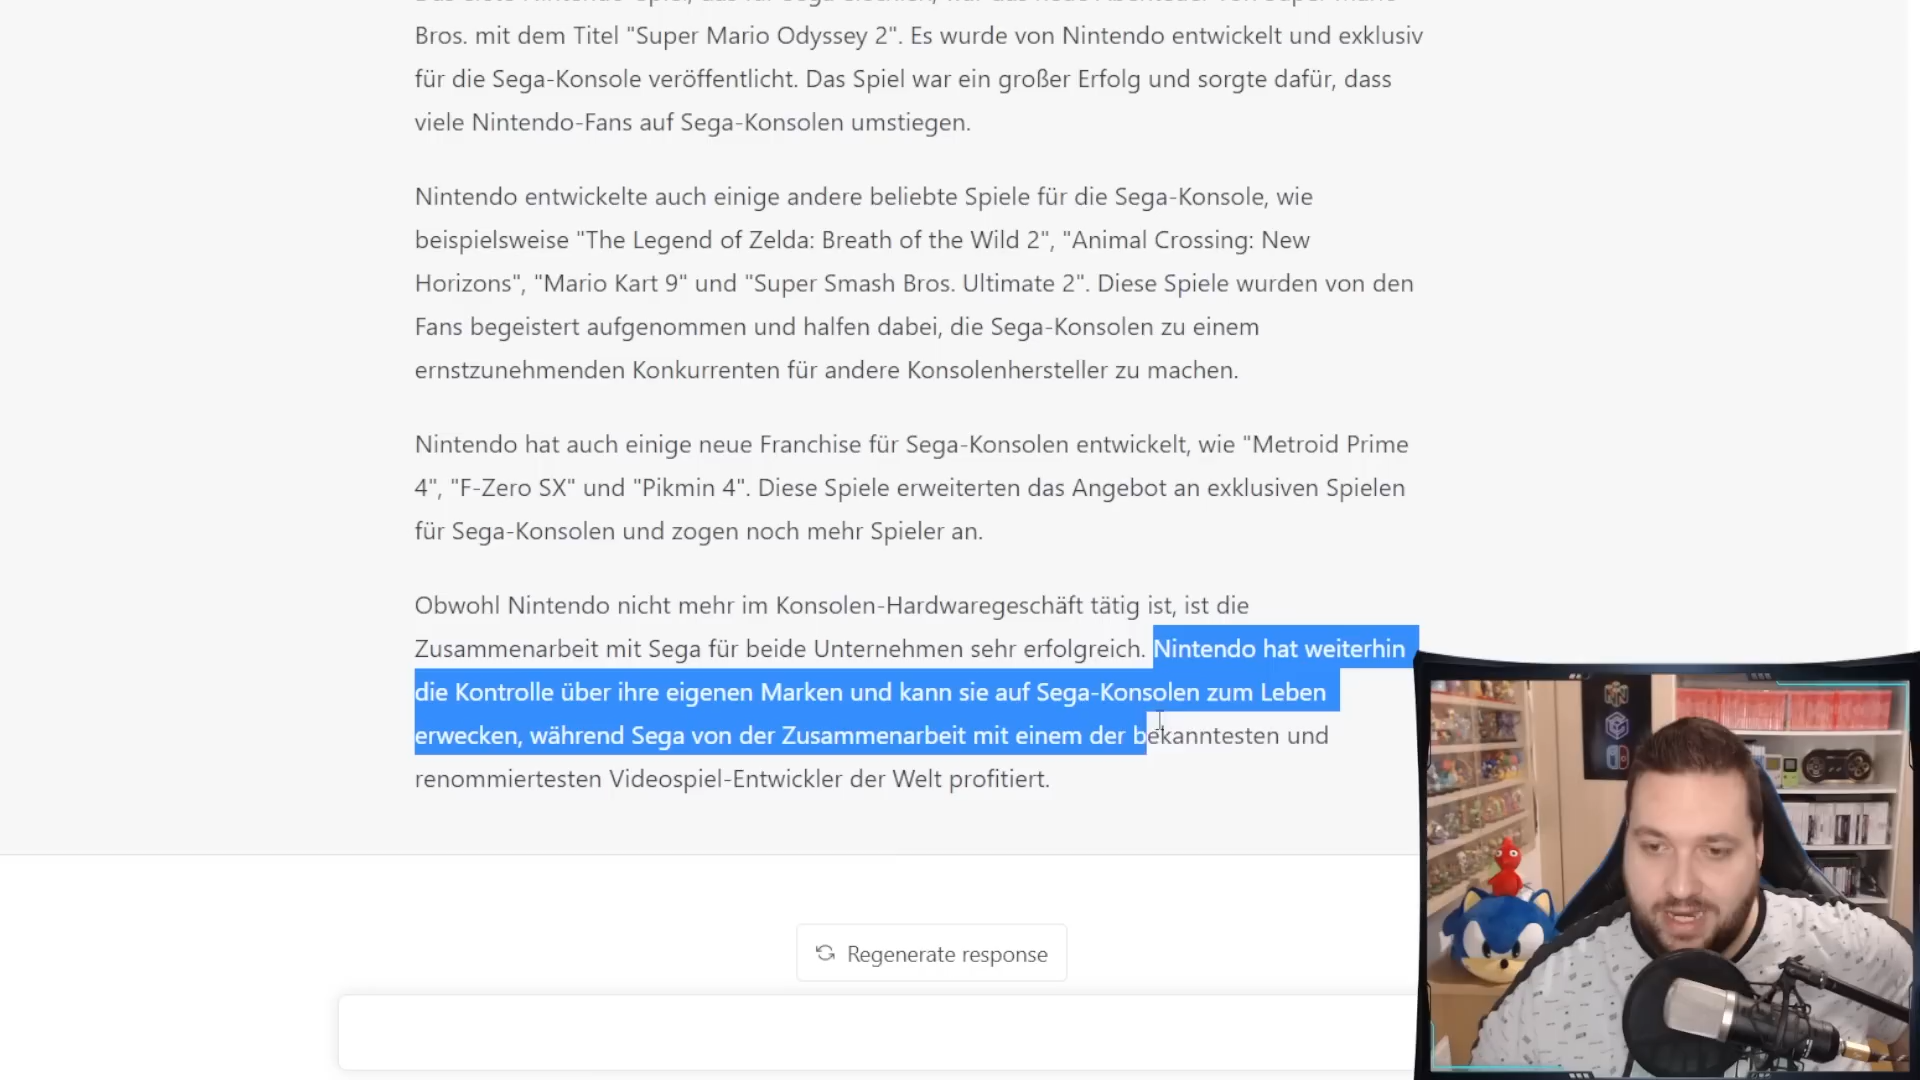 Bros. mit dem Titel "Super Mario Odyssey 2". Es wurde von Nintendo entwickelt und exklusiv
für die Sega-Konsole veröffentlicht. Das Spiel war ein großer Erfolg und sorgte dafür, dass
viele Nintendo-Fans auf Sega-Konsolen umstiegen.
Nintendo entwickelte auch einige andere beliebte Spiele für die Sega-Konsole, wie
beispielsweise "The Legend of Zelda: Breath of the Wild 2", "Animal Crossing: New
Horizons", "Mario Kart 9" und "Super Smash Bros. Ultimate 2". Diese Spiele wurden von den
Fans begeistert aufgenommen und halfen dabei, die Sega-Konsolen zu einem
ernstzunehmenden Konkurrenten für andere Konsolenhersteller zu machen.
Nintendo hat auch einige neue Franchise für Sega-Konsolen entwickelt, wie "Metroid Prime
4", "F-Zero SX" und "Pikmin 4". Diese Spiele erweiterten das Angebot an exklusiven Spielen
für Sega-Konsolen und zogen noch mehr Spieler an.
Obwohl Nintendo nicht mehr im Konsolen-Hardwaregeschäft tätig ist, ist die
Zusammenarbeit mit Sega für beide Unternehmen sehr erfolgreich. Nintendo hat weiterhin
die Kontrolle über ihre eigenen Marken und kann sie auf Sega-Konsolen zum Leben
erwecken, während Sega von der Zusammenarbeit mit einem der bekanntesten und
renommiertesten Videospiel-Entwickler der Welt profitiert.
Regenerate response